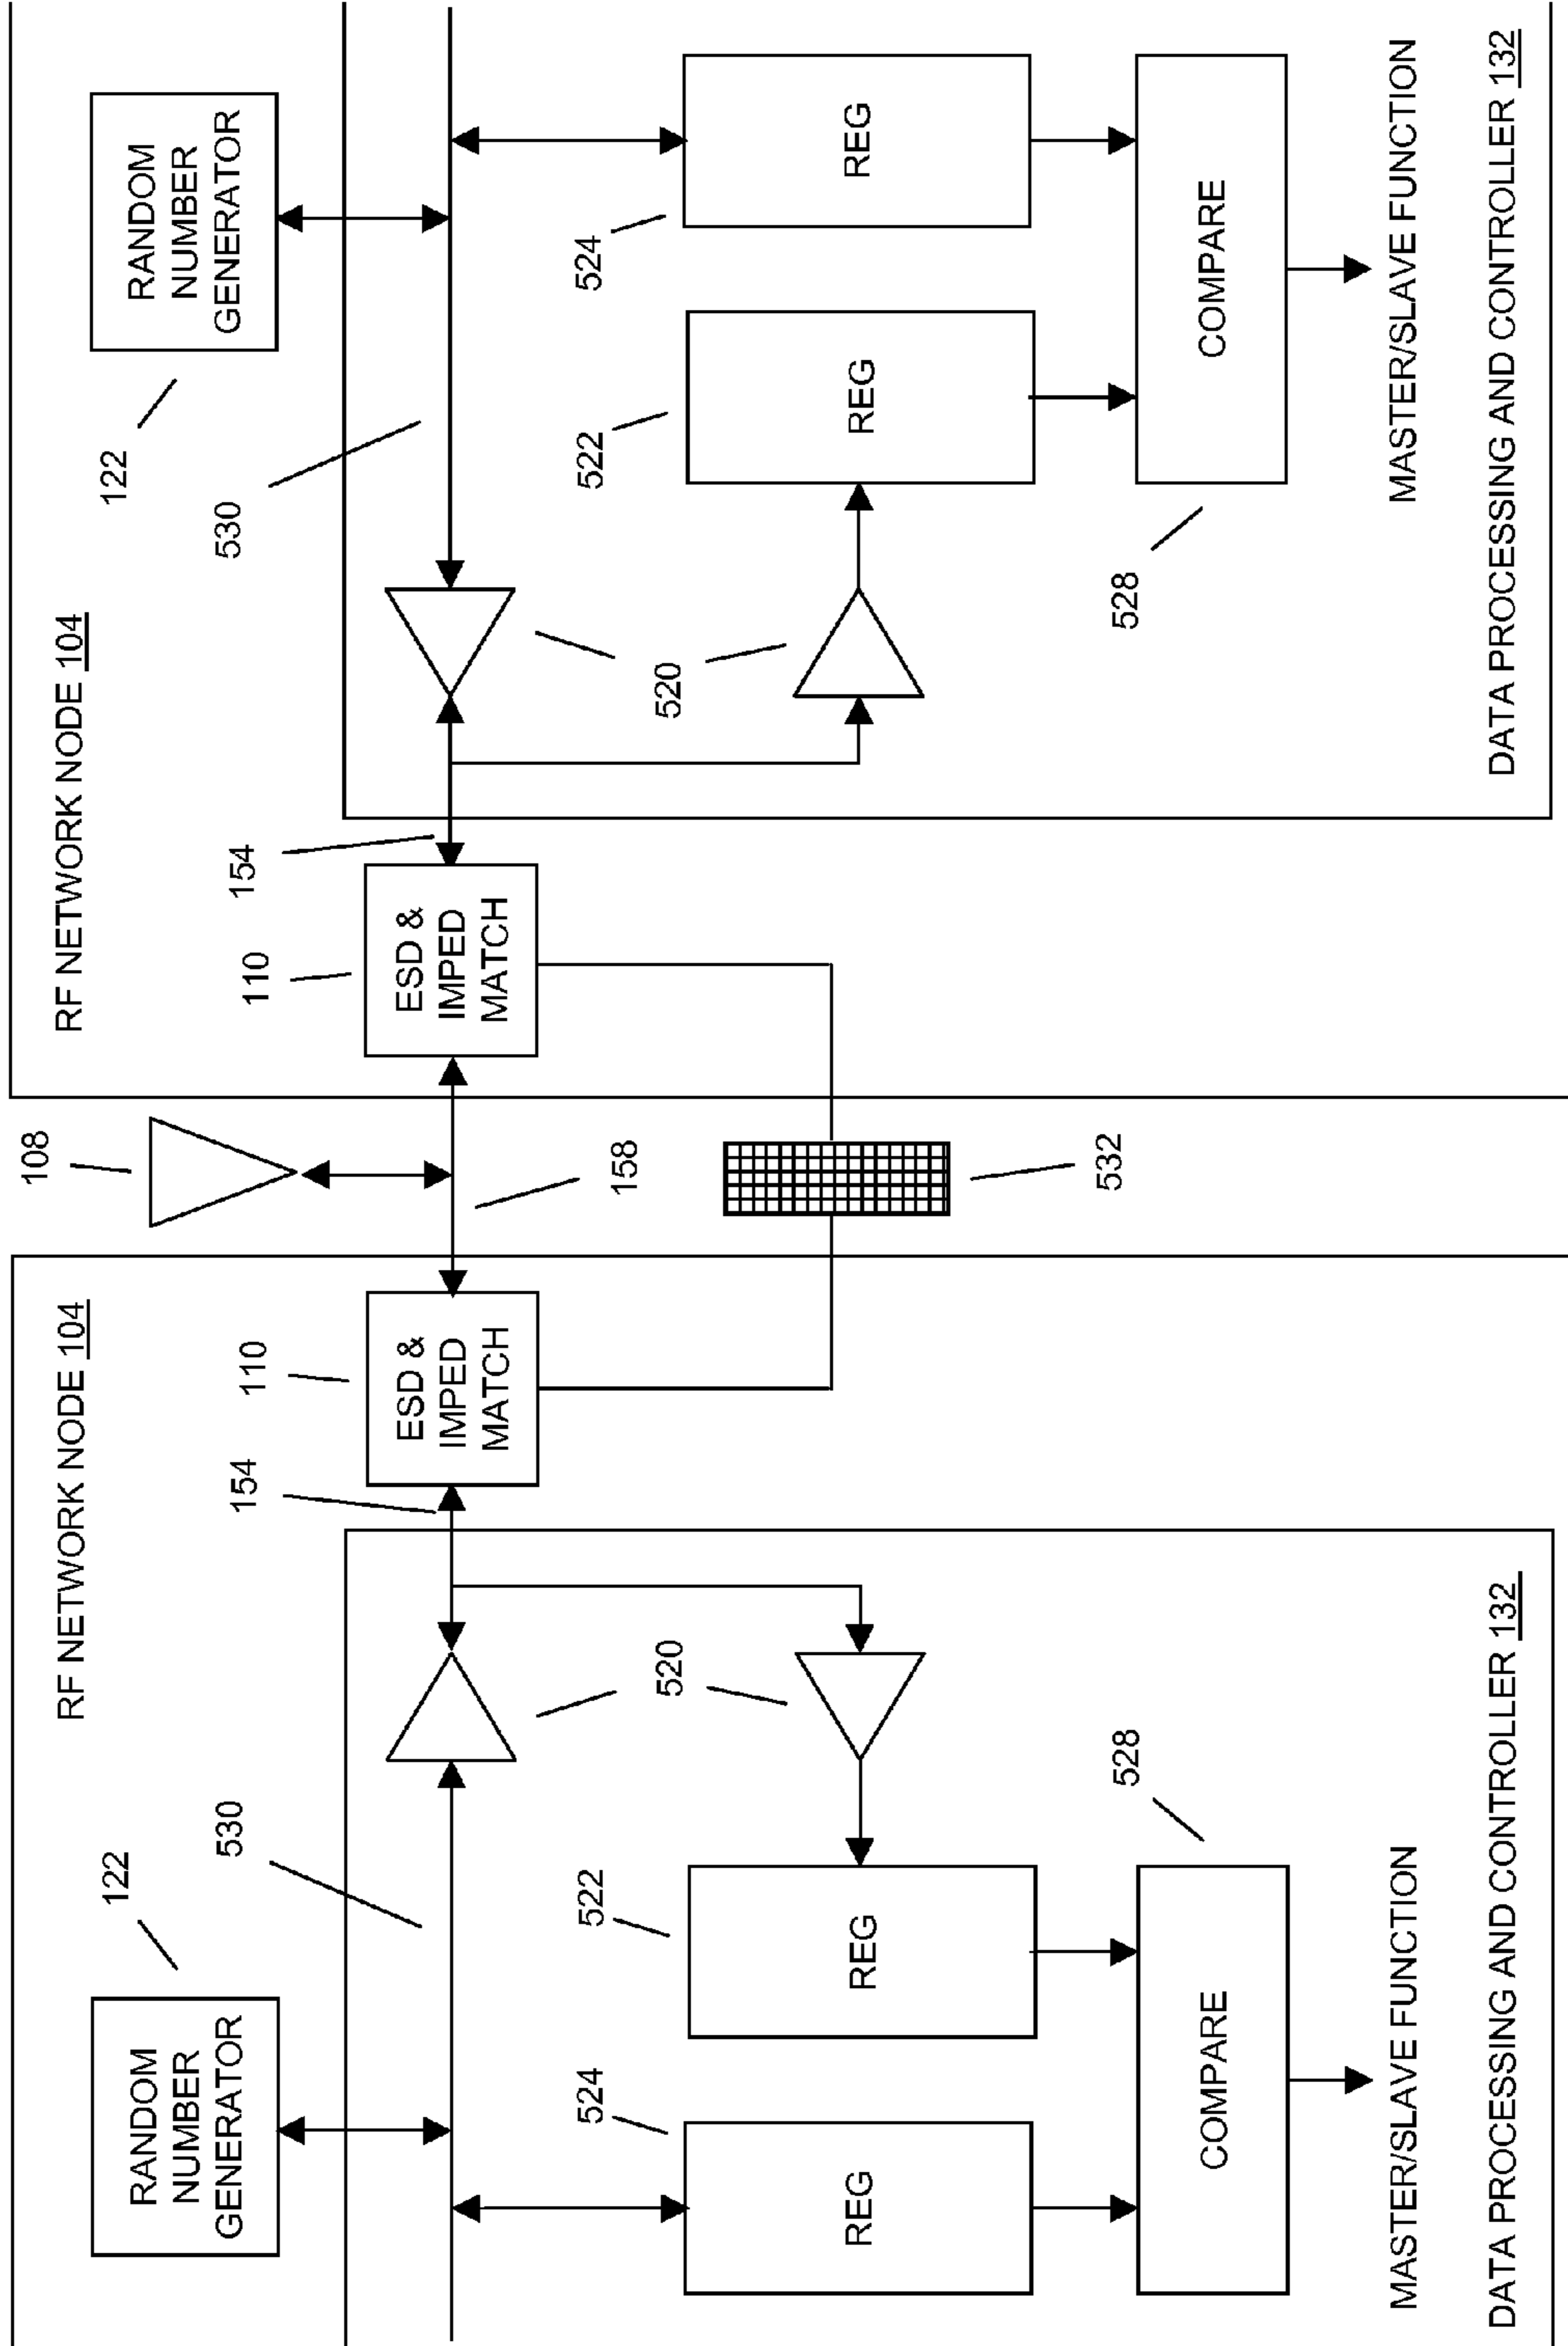 RF NETWORK NODE 104
122
RANDOM
NUMBER
GENERATOR
530
154
110
ESD &
IMPED
MATCH
520
524
REG
522
REG
528
COMPARE
MASTER/SLAVE FUNCTION
DATA PROCESSING AND CONTROLLER 132
108
158
532
RF NETWORK NODE 104
110
ESD &
IMPED
MATCH
154
530
122
RANDOM
NUMBER
GENERATOR
520
522
REG
524
REG
528
COMPARE
MASTER/SLAVE FUNCTION
DATA PROCESSING AND CONTROLLER 132